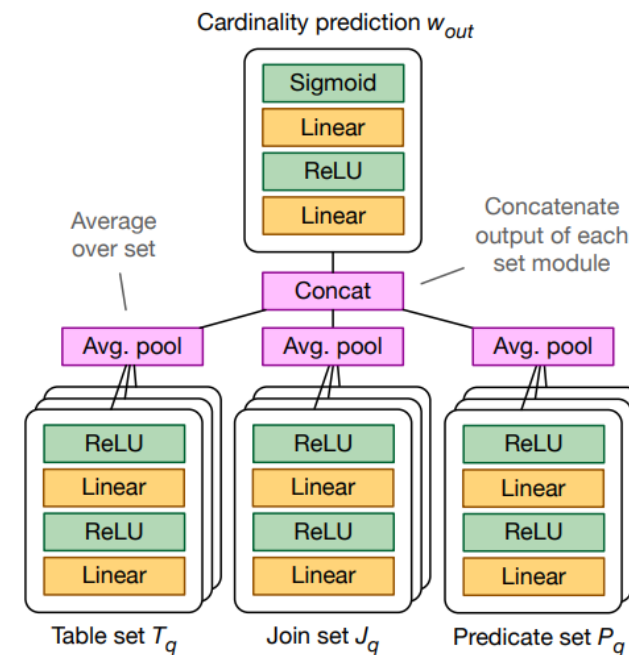 Cardinality prediction w_out
Sigmoid
Linear
ReLU
Linear
Average
over set
Concatenate
output of each
set module
Concat
Avg. pool
Avg. pool
Avg. pool
ReLU
Linear
ReLU
Linear
ReLU
Linear
ReLU
Linear
ReLU
Linear
ReLU
Linear
Table set T_q
Join set J_q
Predicate set P_q